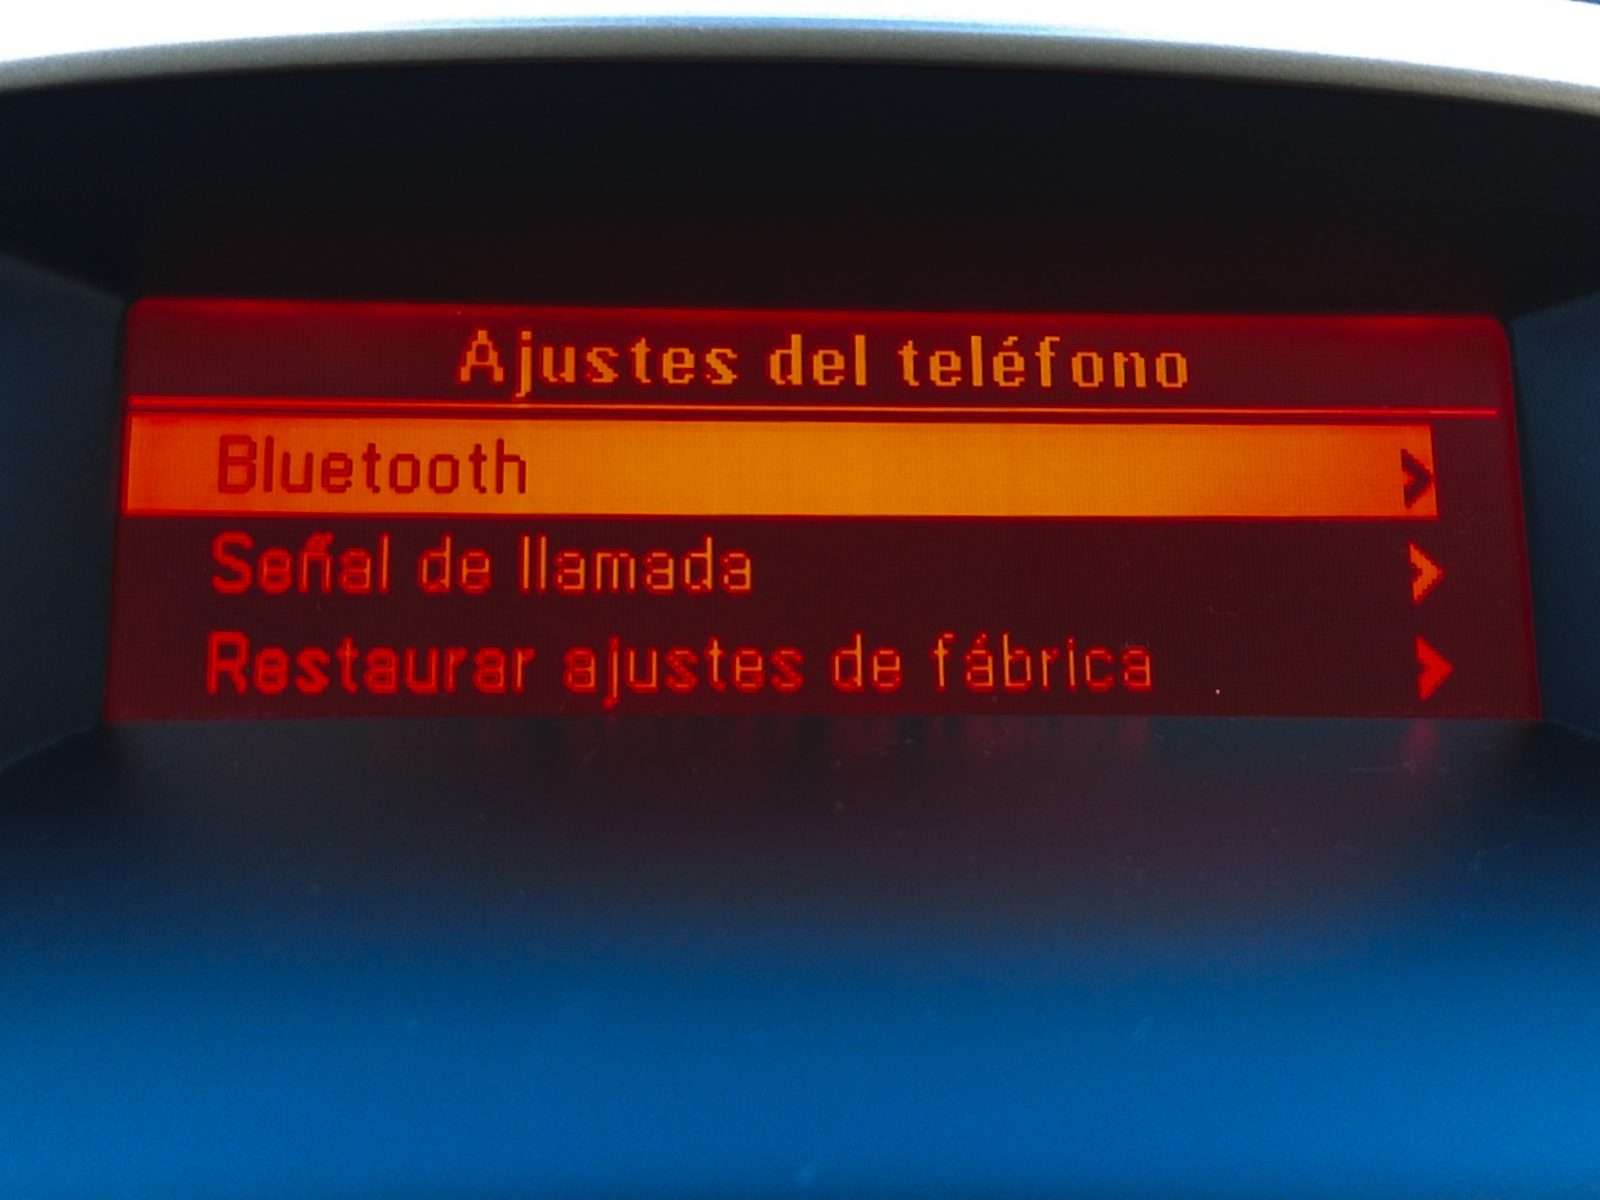 Ajustes del teléfono
Bluetooth
Señal de llamada
Restaurar ajustes de fábrica